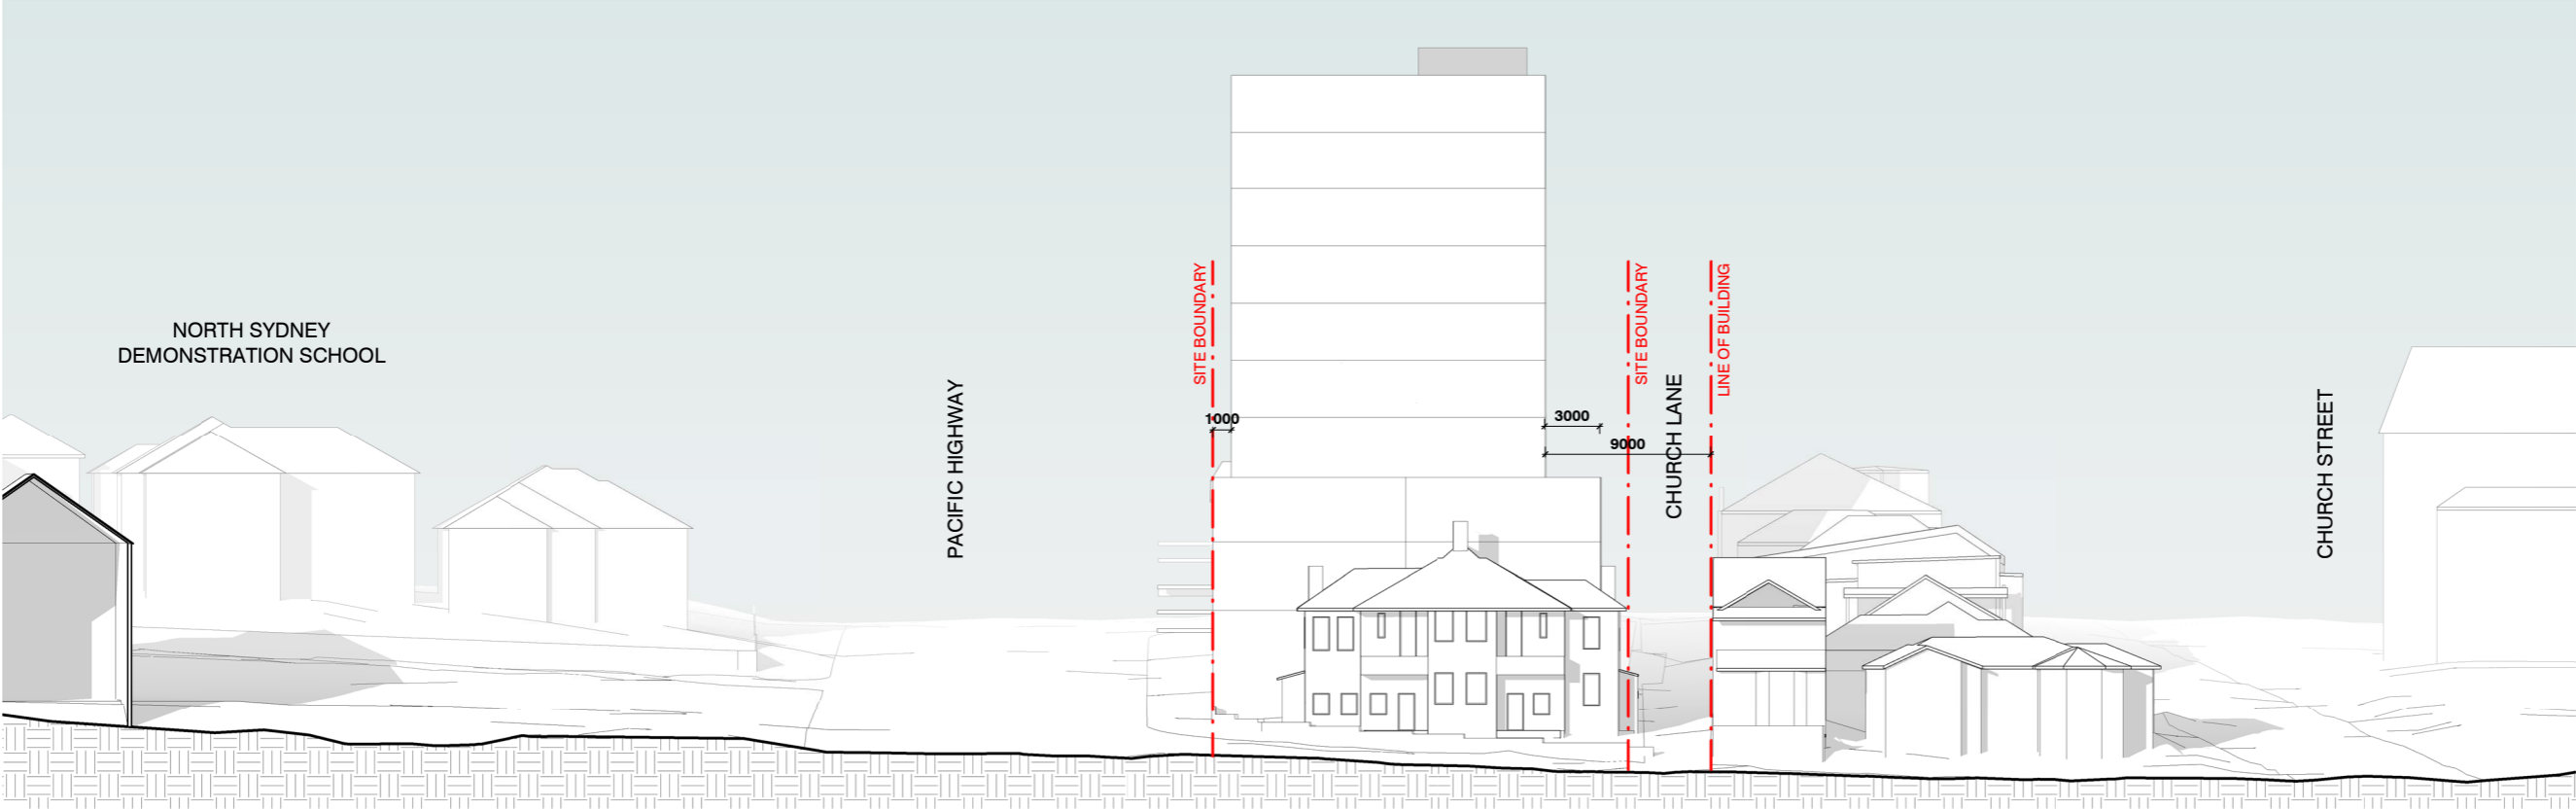 NORTH SYDNEY
DEMONSTRATION SCHOOL
PACIFIC HIGHWAY
SITE BOUNDARY
1000
3000
9000
SITE BOUNDARY
CHURCH LANE
LINE OF BUILDING
CHURCH STREET